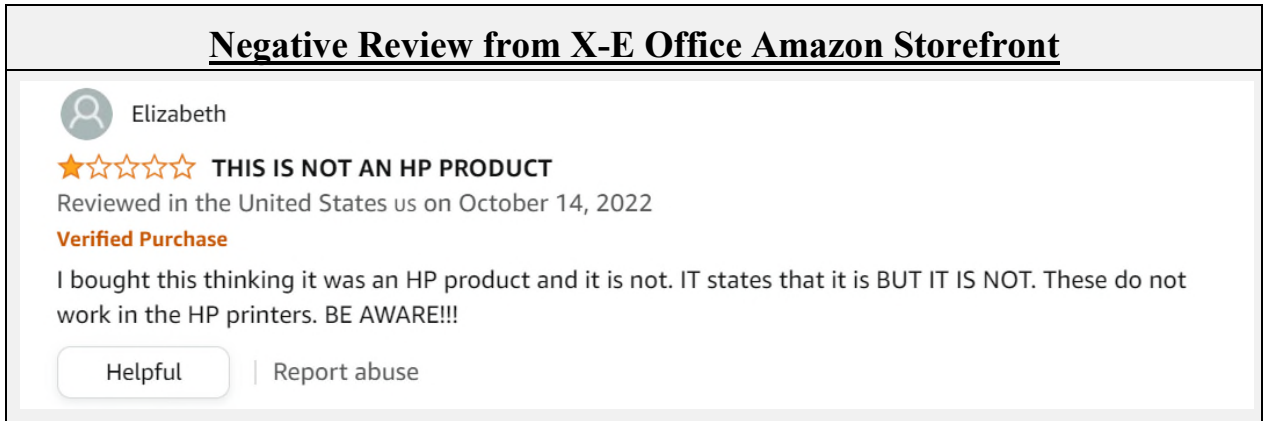 Negative Review from X-E Office Amazon Storefront
Elizabeth
THIS IS NOT AN HP PRODUCT
Reviewed in the United States us on October 14, 2022
Verified Purchase
I bought this thinking it was an HP product and it is not. IT states that it is BUT IT IS NOT. These do not
work in the HP printers. BE AWARE!!!
Helpful | Report abuse